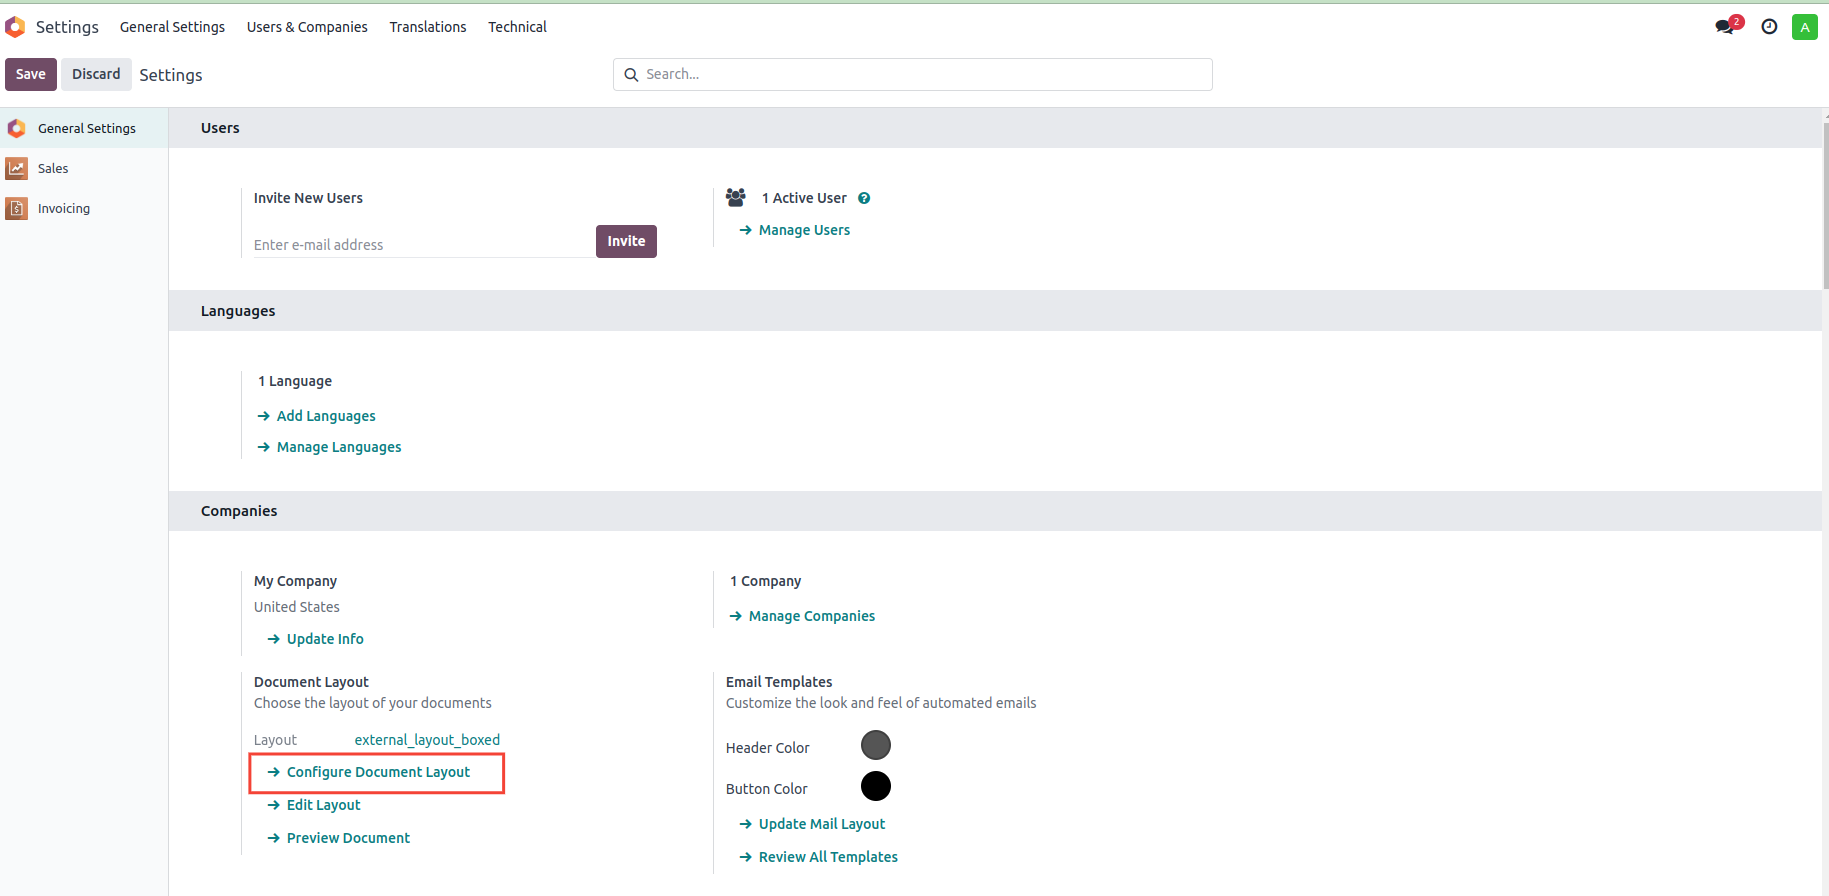 Settings General Settings Users & Companies Translations Technical 2 A
Save Discard Settings Search...
General Settings
Sales
Invoicing
Users
Invite New Users
Enter e-mail address Invite
1 Active User ?
Manage Users
Languages
1 Language
Add Languages
Manage Languages
Companies
My Company
United States
Update Info
1 Company
Manage Companies
Document Layout
Choose the layout of your documents
Layout external_layout_boxed
Configure Document Layout
Edit Layout
Preview Document
Email Templates
Customize the look and feel of automated emails
Header Color
Button Color
Update Mail Layout
Review All Templates